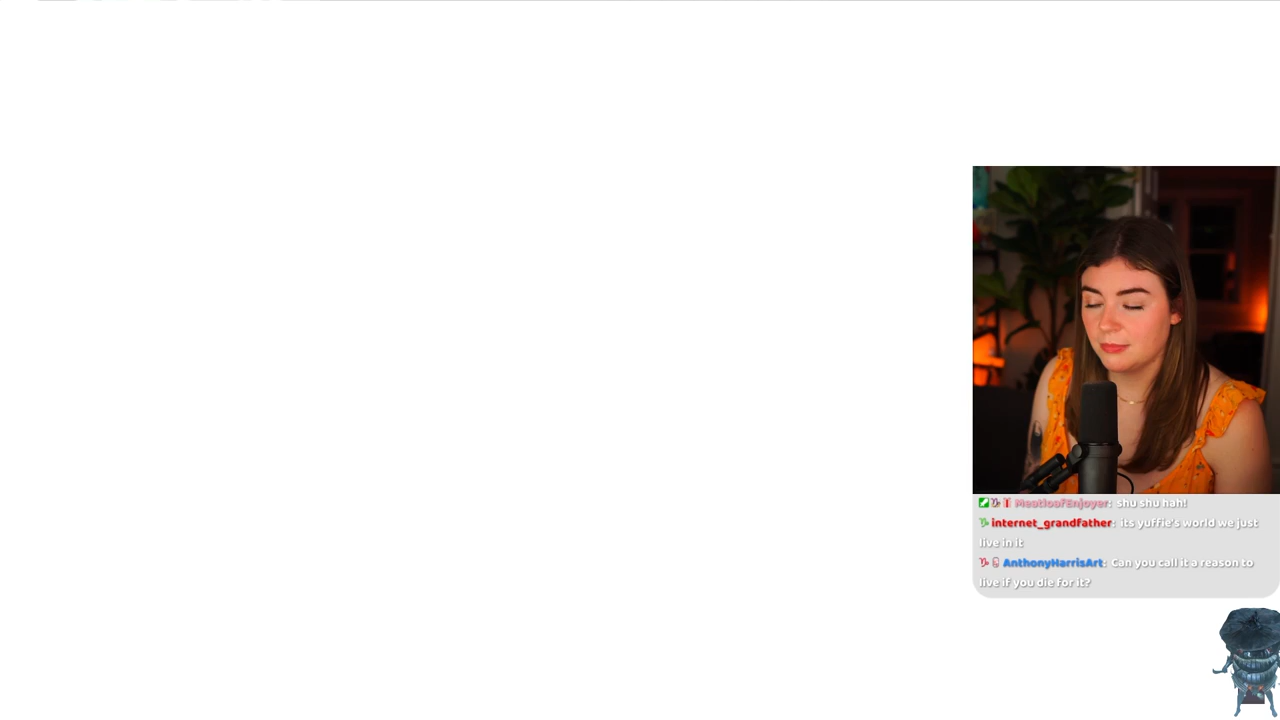 MeatloafEnjoyer: Shu shu hah!
internet_grandfather: its yuffie's world we just
live in it
AnthonyHarrisArt: Can you call it a reason to
live if you die for it?